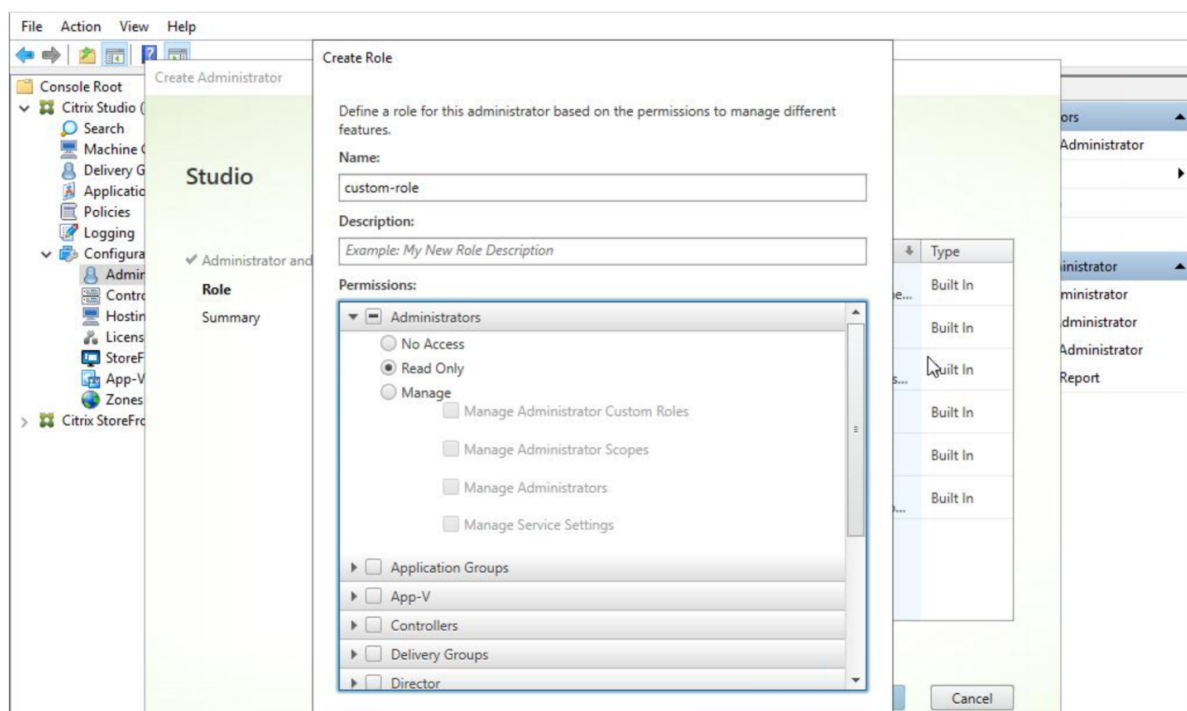 File Action View Help
Create Role
Create Administrator
Console Root
Citrix Studio (
Search
Machine
Delivery G
Applicatio
Policies
Logging
Configura
Admir
Contro
Hostin
Licens
StoreF
App-V
Zones
Citrix StoreFro
Studio
Administrator and
Role
Summary
Define a role for this administrator based on the permissions to manage different
features.
Name:
custom-role
Description:
Example: My New Role Description
Permissions:
Administrators
No Access
Read Only
Manage
Manage Administrator Custom Roles
Manage Administrator Scopes
Manage Administrators
Manage Service Settings
Application Groups
App-V
Controllers
Delivery Groups
Director
Type
Built In
Built In
Built In
Built In
Built In
Built In
Cancel
ors
Administrator
inistrator
ministrator
dministrator
Administrator
Report